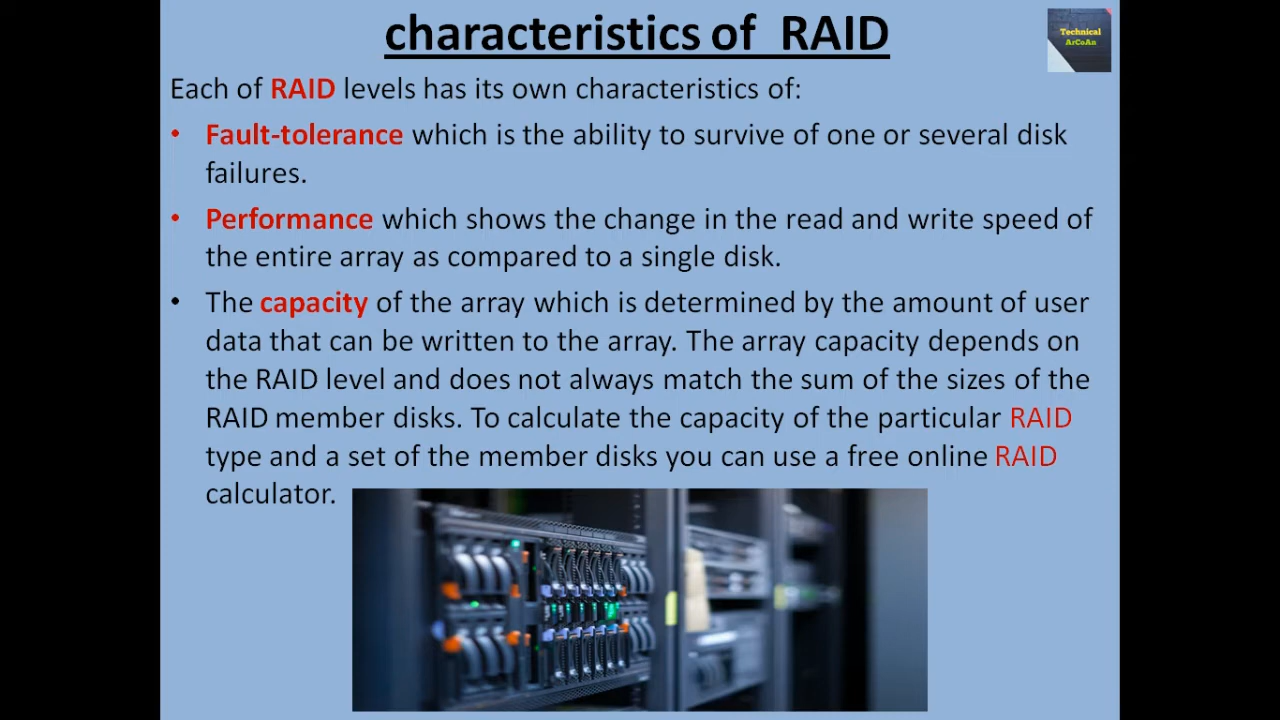 characteristics of RAID
Technical
ArCoAn
Each of RAID levels has its own characteristics of:
• Fault-tolerance which is the ability to survive of one or several disk
failures.
• Performance which shows the change in the read and write speed of
the entire array as compared to a single disk.
• The capacity of the array which is determined by the amount of user
data that can be written to the array. The array capacity depends on
the RAID level and does not always match the sum of the sizes of the
RAID member disks. To calculate the capacity of the particular RAID
type and a set of the member disks you can use a free online RAID
calculator.